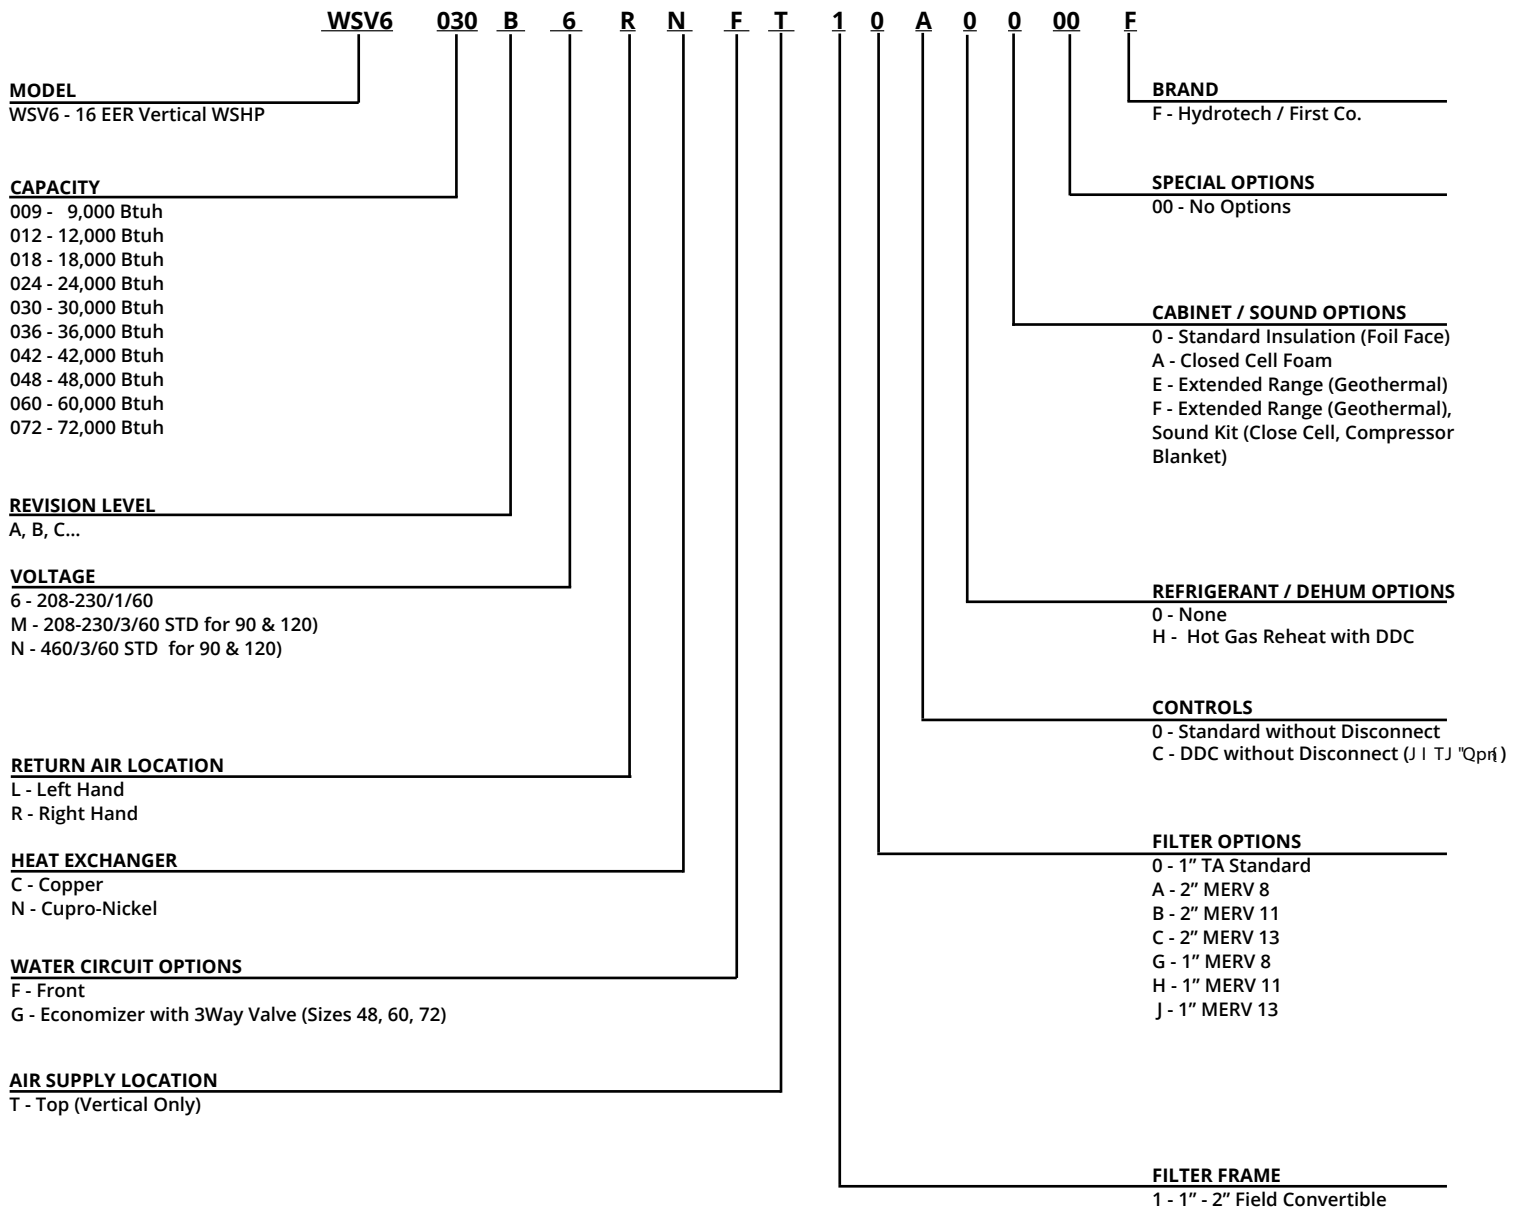 WSV6 030 B 6 R N F T 1 0 A 0 0 00 F
MODEL
WSV6 - 16 EER Vertical WSHP
CAPACITY
009 - 9,000 Btuh
012 - 12,000 Btuh
018 - 18,000 Btuh
024 - 24,000 Btuh
030 - 30,000 Btuh
036 - 36,000 Btuh
042 - 42,000 Btuh
048 - 48,000 Btuh
060 - 60,000 Btuh
072 - 72,000 Btuh
REVISION LEVEL
A, B, C...
VOLTAGE
6 - 208-230/1/60
M - 208-230/3/60 STD for 90 & 120)
N - 460/3/60 STD for 90 & 120)
RETURN AIR LOCATION
L - Left Hand
R - Right Hand
HEAT EXCHANGER
C - Copper
N - Cupro-Nickel
WATER CIRCUIT OPTIONS
F - Front
G - Economizer with 3Way Valve (Sizes 48, 60, 72)
AIR SUPPLY LOCATION
T - Top (Vertical Only)
BRAND
F - Hydrotech / First Co.
SPECIAL OPTIONS
00 - No Options
CABINET / SOUND OPTIONS
0 - Standard Insulation (Foil Face)
A - Closed Cell Foam
E - Extended Range (Geothermal)
F - Extended Range (Geothermal),
Sound Kit (Close Cell, Compressor
Blanket)
REFRIGERANT / DEHUM OPTIONS
0 - None
H - Hot Gas Reheat with DDC
CONTROLS
0 - Standard without Disconnect
C - DDC without Disconnect (
FILTER OPTIONS
0 - 1” TA Standard
A - 2” MERV 8
B - 2” MERV 11
C - 2” MERV 13
G - 1” MERV 8
H - 1” MERV 11
J - 1” MERV 13
FILTER FRAME
1 - 1” - 2” Field Convertible